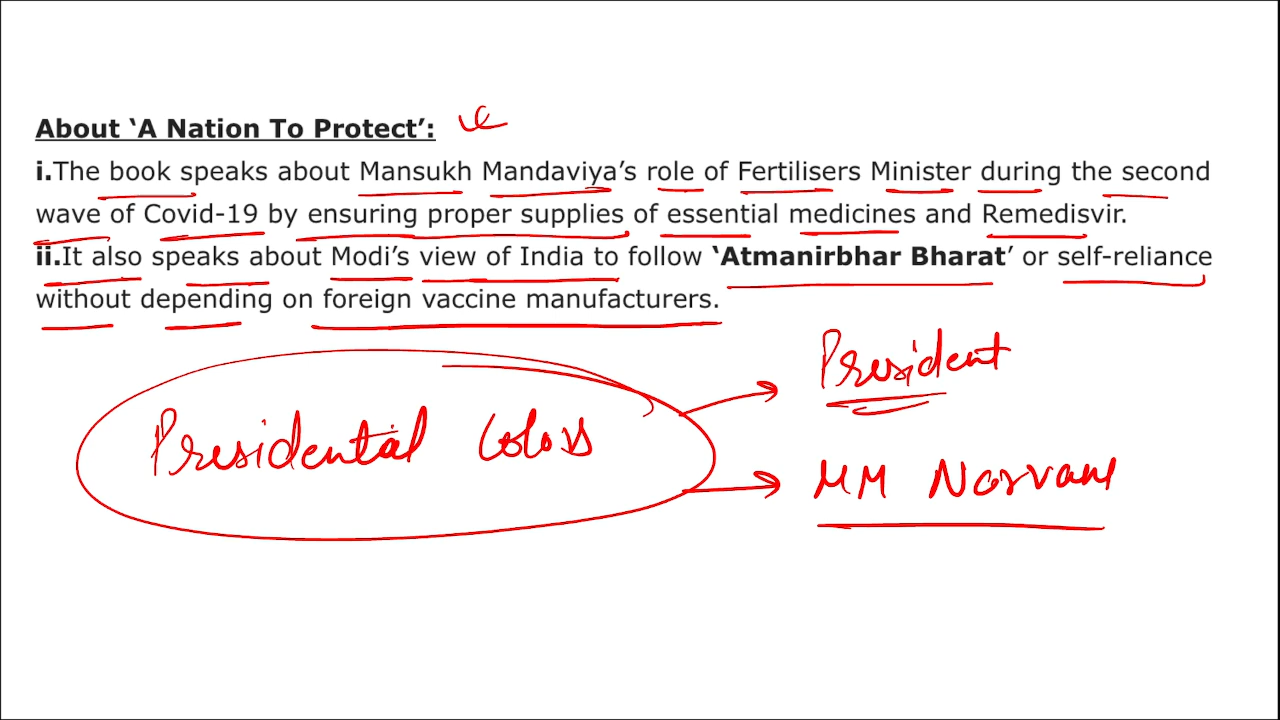 About ‘A Nation To Protect’:
i.The book speaks about Mansukh Mandaviya’s role of Fertilisers Minister during the second
wave of Covid-19 by ensuring proper supplies of essential medicines and Remedisvir.
ii.It also speaks about Modi’s view of India to follow ‘Atmanirbhar Bharat’ or self-reliance
without depending on foreign vaccine manufacturers.
President
Presidential
MM Narvane